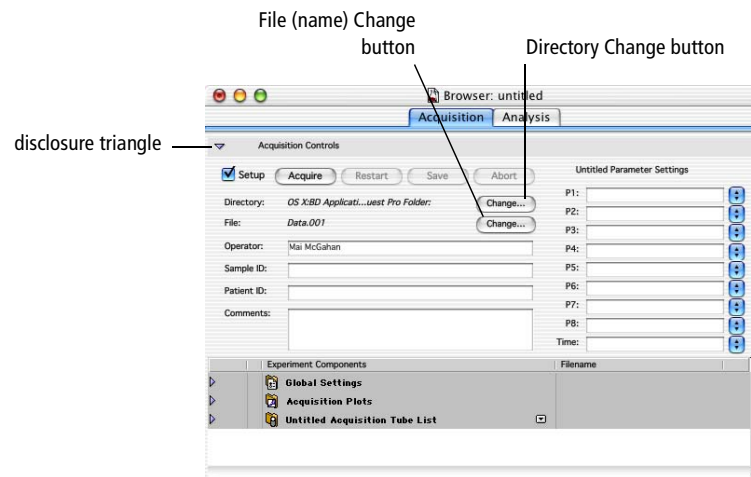 File (name) Change
button
Directory Change button
disclosure triangle
Browser: untitled
Acquisition Analysis
Acquisition Controls
Setup Acquire Restart Save Abort
Untitled Parameter Settings
Directory: OS X:BD Applicati...uest Pro Folder: Change...
File: Data.001 Change...
Operator: Mai McGahan
Sample ID:
Patient ID:
Comments:
P1:
P2:
P3:
P4:
P5:
P6:
P7:
P8:
Time:
Experiment Components Filename
Global Settings
Acquisition Plots
Untitled Acquisition Tube List